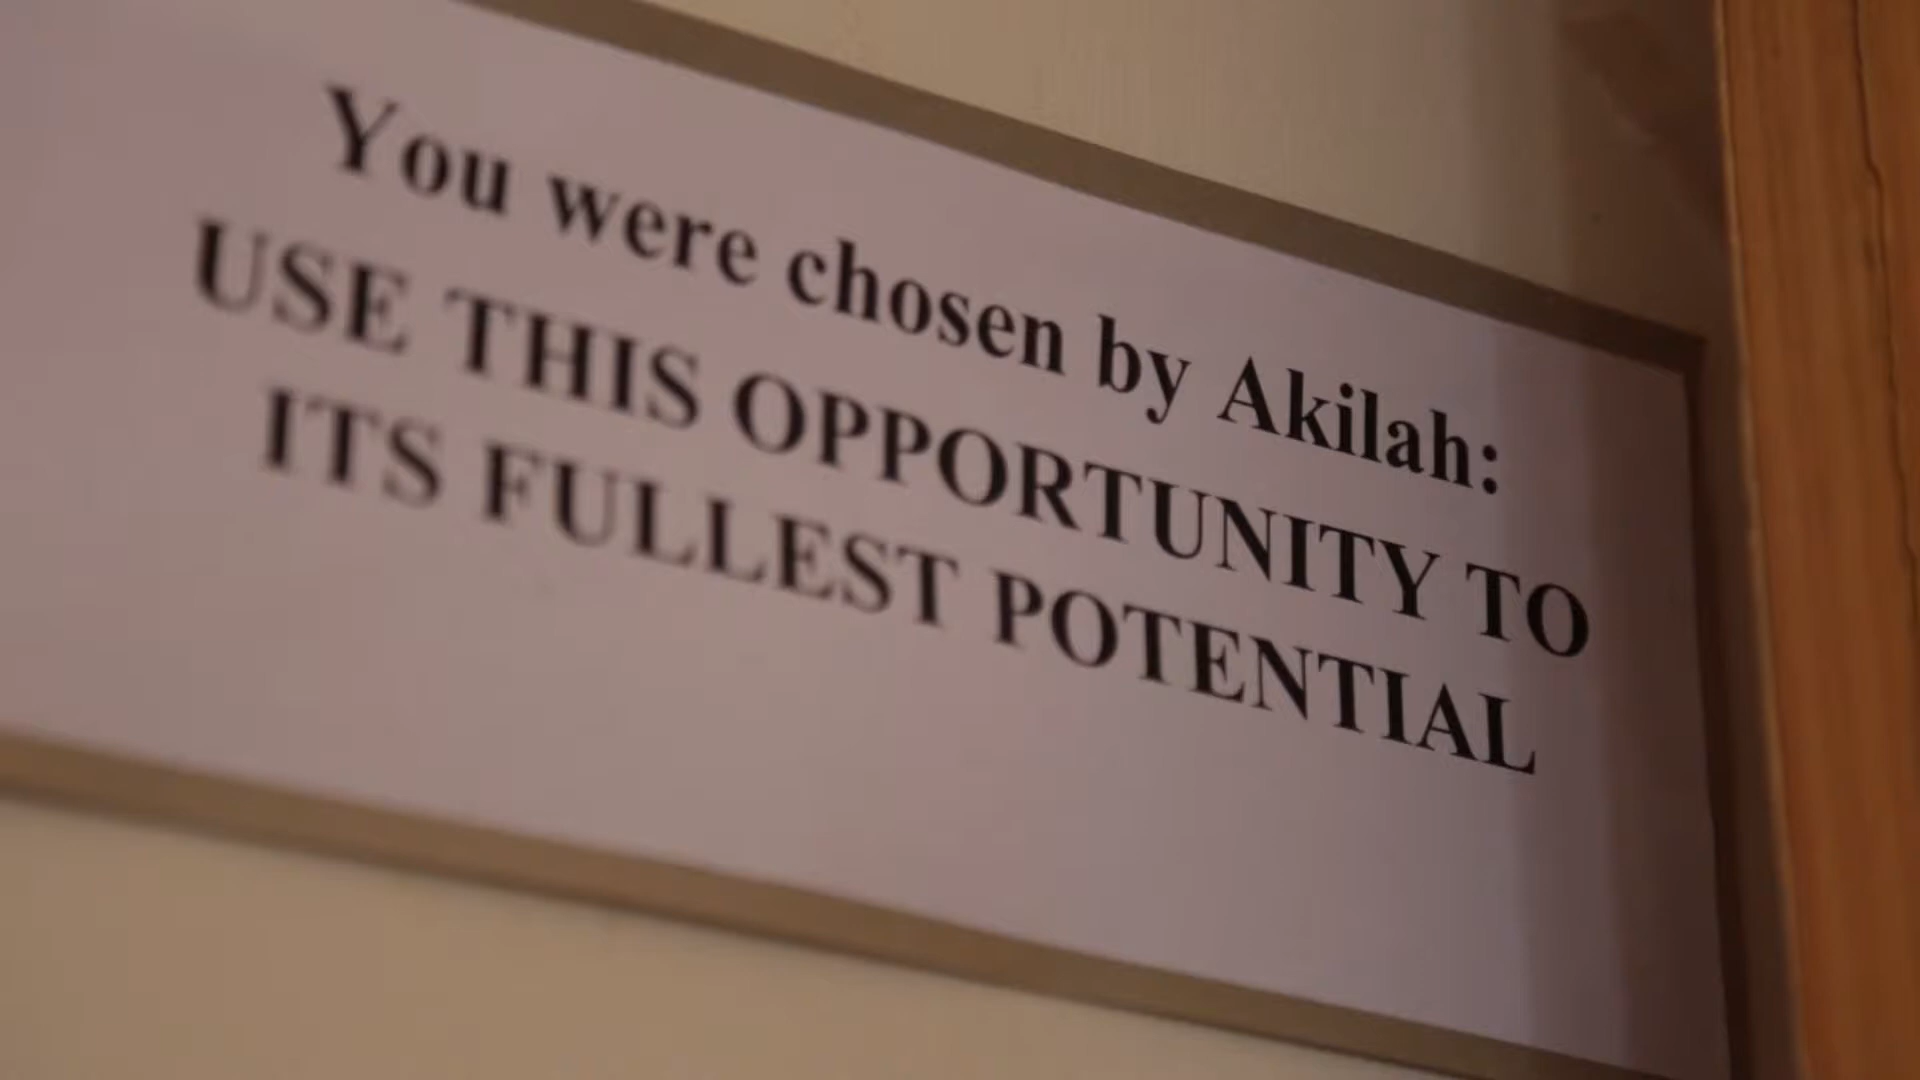 You were chosen by Akilah:
USE THIS OPPORTUNITY TO
ITS FULLEST POTENTIAL